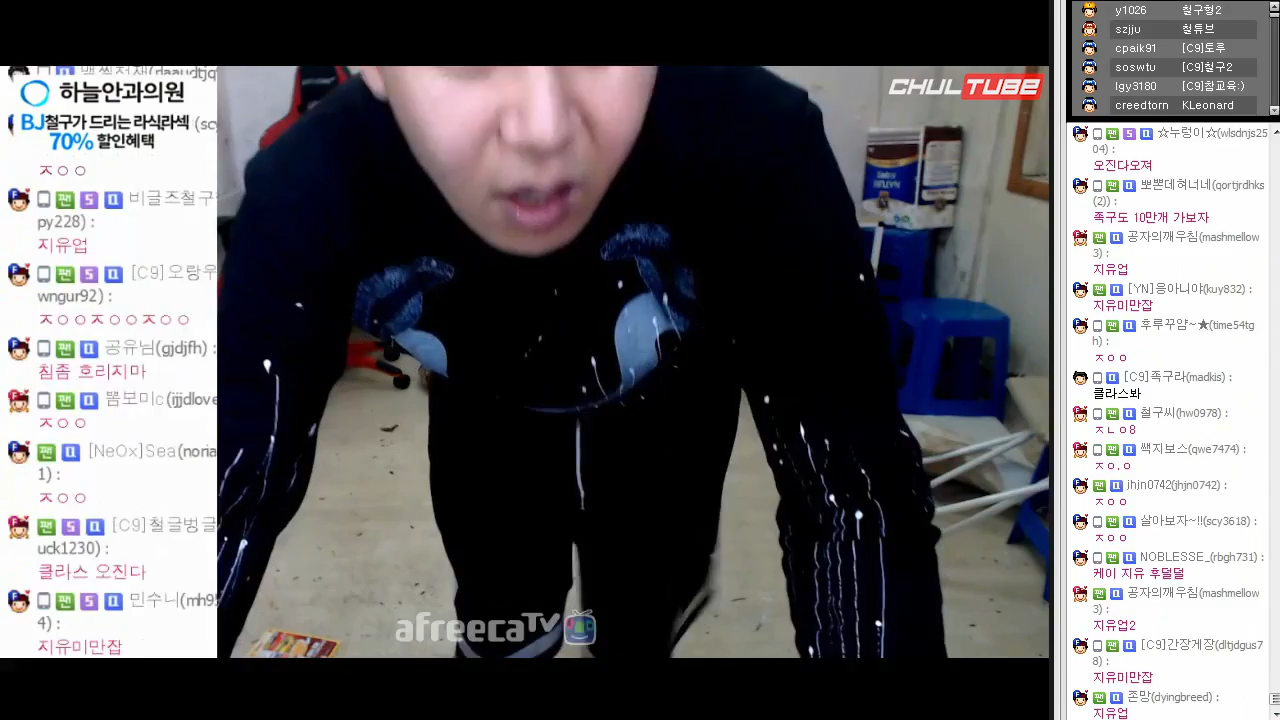 하늘안과의원
BJ철구가 드리는 라식라섹
70% 할인혜택
ㅈㅇㅇ
비글즈철구
py228) :
지유업
[C9]오랑우
wngur92) :
ㅈㅇㅇㅈㅇㅇㅈㅇㅇ
공유님(gjdjfh) :
침좀 흐리지마
뽐보미c(ijjdlove
ㅈㅇㅇ
[NeOx]Sea(noria
1) :
ㅈㅇㅇ
[C9]철글벙글
uck1230) :
클라스 오진다
민수니(mh9
4) :
지유미만잡
CHULTUBE
afreecaTV
y1026 철구형2
szjju 철튜브
cpaik91 [C9]토후
soswtu [C9]철구2
lgy3180 [C9]참교육:)
creedtorn KLeonard
☆누렁이☆(wlsdnjs25
04) :
오진다오져
뽀뽄데혀너네(qortjrdhks
(2)) :
족구도 10만개 가보자
공자의깨우침(mashmellow
3) :
지유업
[YN]응아니야(kuy832) :
지유미만잡
후루꾸얌~★(time54tg
h) :
ㅈㅇㅇ
[C9]족구라(madkis) :
클라스봐
철구씨(hw0978) :
ㅈㄴㅇ8
싹지보스(qwe7474) :
ㅈㅇ.ㅇ
jhjn0742(jhjn0742) :
ㅈㅇㅇ
살아보자~!!(scy3618) :
ㅈㅇㅇ
NOBLESSE_(rbgh731) :
케이 지유 후덜덜
공자의깨우침(mashmellow
3) :
지유업2
[C9]간장게장(dltjdgus7
8) :
지유미만잡
존망(dyingbreed) :
지유업